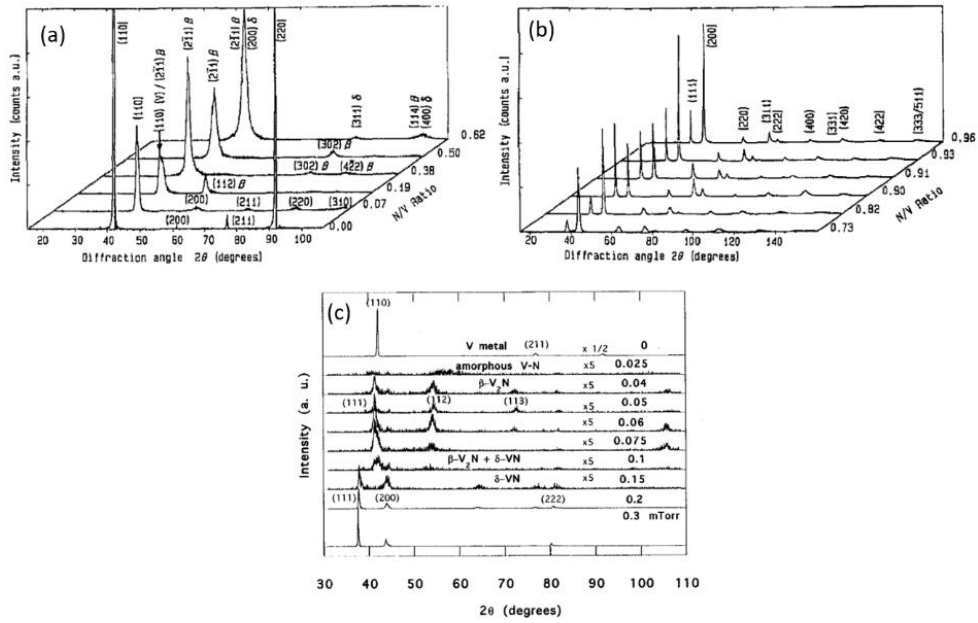 (a)
Intensity (counts a.u.)
(110)
(110)
(110) (V) / (2̄11) β
(2̄11) β
(2̄11) β
(2̄11) β
(200) δ
(220)
(311) δ
(114) β
(400) δ
(302) β
(302) β
(42̄2) β
(112) β
(200)
(211)
(220)
(310)
(200)
(211)
0.62
0.50
0.38
0.19
0.07
0.00
N/V Ratio
20 30 40 50 60 70 80 90 100
Diffraction angle 2θ (degrees)
(b)
Intensity (counts a.u.)
(111)
(200)
(220)
(311)
(222)
(400)
(331)
(420)
(422)
(333/511)
0.96
0.93
0.91
0.90
0.82
0.73
N/V Ratio
20 40 60 80 100 120 140
Diffraction angle 2θ (degrees)
(c)
Intensity (a. u.)
(110)
(211)
V metal x 1/2 0
amorphous V-N x5 0.025
β-V2N x5 0.04
(111) (112) (113) x5 0.05
x5 0.06
x5 0.075
β-V2N + δ-VN x5 0.1
δ-VN x5 0.15
(111) (200) (222) 0.2
0.3 mTorr
30 40 50 60 70 80 90 100 110
2θ (degrees)